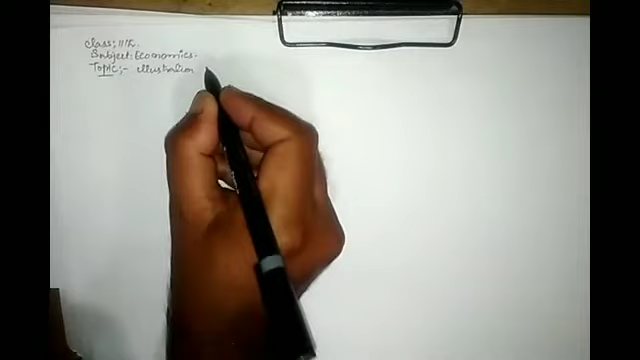 Class; 11th.
Subject: Economics.
Topic;- illustration